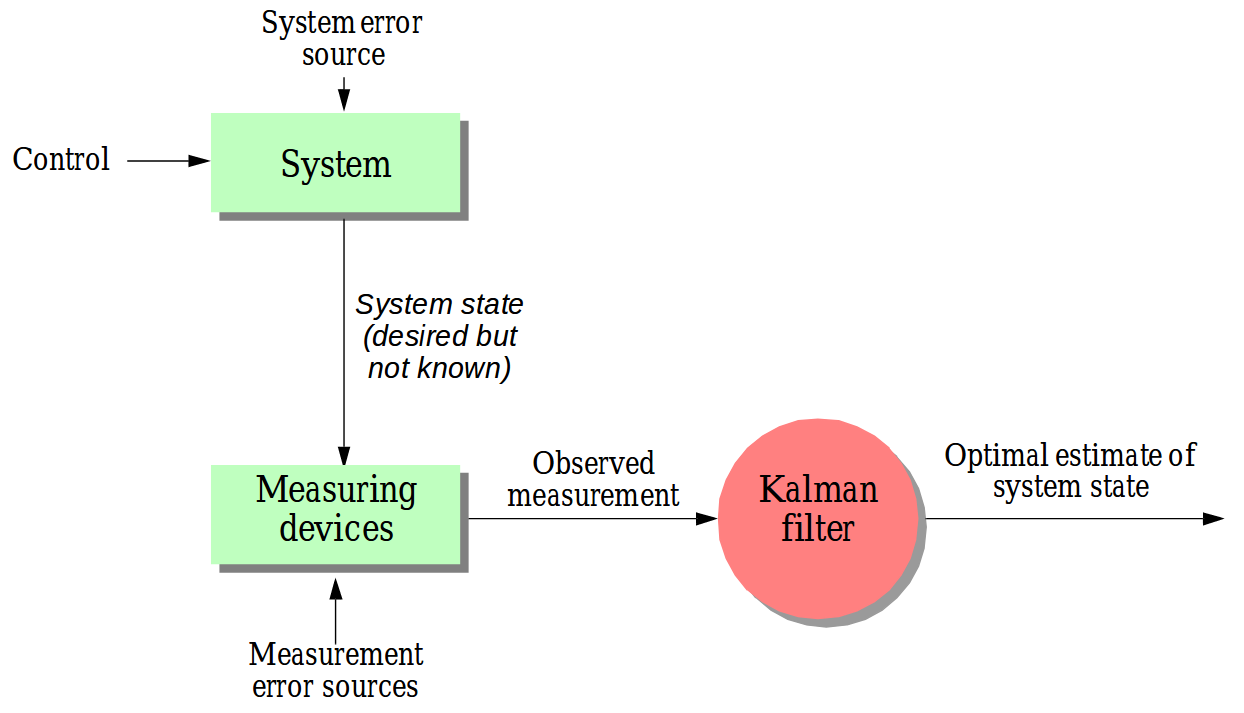 System error
source
Control
System
System state
(desired but
not known)
Measuring
devices
Observed
measurement
Kalman
filter
Optimal estimate of
system state
Measurement
error sources